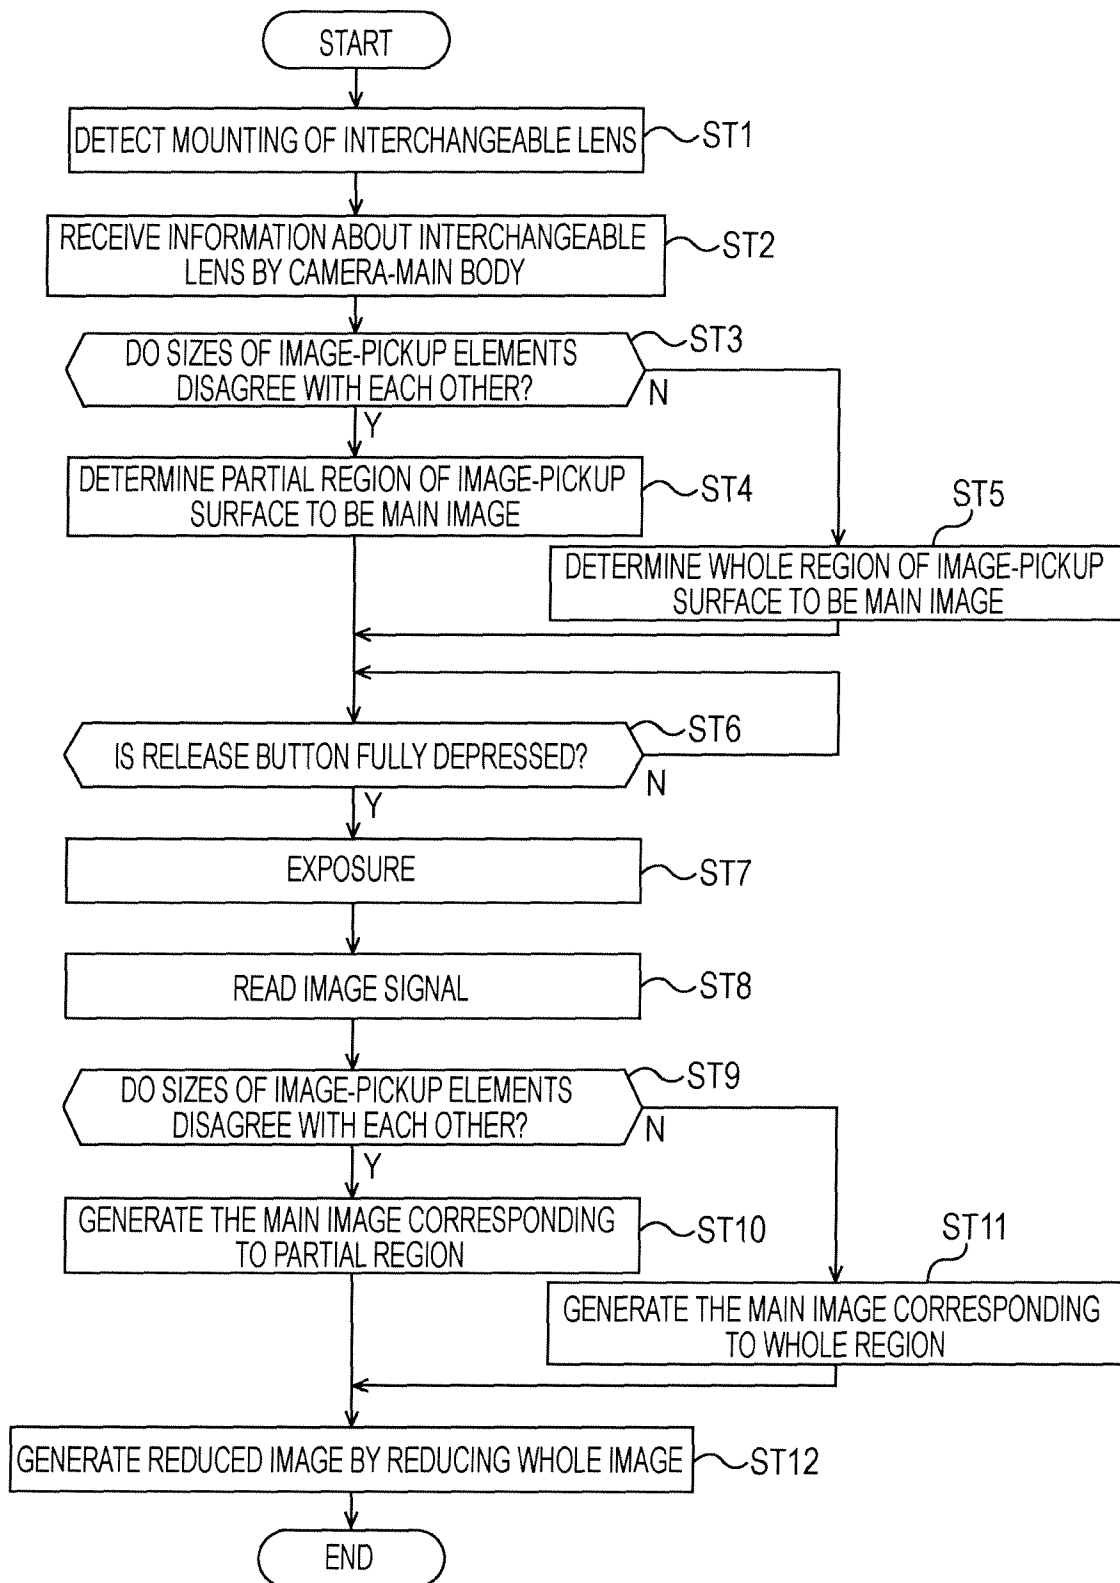 START
DETECT MOUNTING OF INTERCHANGEABLE LENS
ST1
RECEIVE INFORMATION ABOUT INTERCHANGEABLE
LENS BY CAMERA-MAIN BODY
ST2
DO SIZES OF IMAGE-PICKUP ELEMENTS
DISAGREE WITH EACH OTHER?
ST3
N
Y
DETERMINE PARTIAL REGION OF IMAGE-PICKUP
SURFACE TO BE MAIN IMAGE
ST4
ST5
DETERMINE WHOLE REGION OF IMAGE-PICKUP
SURFACE TO BE MAIN IMAGE
IS RELEASE BUTTON FULLY DEPRESSED?
ST6
N
Y
EXPOSURE
ST7
READ IMAGE SIGNAL
ST8
DO SIZES OF IMAGE-PICKUP ELEMENTS
DISAGREE WITH EACH OTHER?
ST9
N
Y
GENERATE THE MAIN IMAGE CORRESPONDING
TO PARTIAL REGION
ST10
ST11
GENERATE THE MAIN IMAGE CORRESPONDING
TO WHOLE REGION
GENERATE REDUCED IMAGE BY REDUCING WHOLE IMAGE
ST12
END